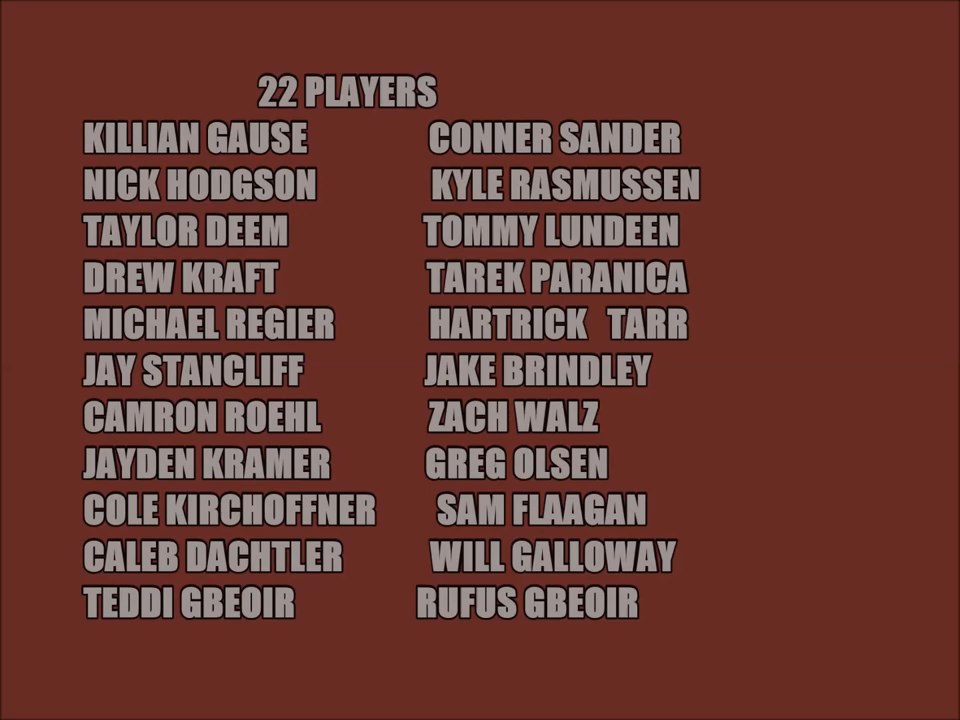 22 PLAYERS
KILLIAN GAUSE CONNER SANDER
NICK HODGSON KYLE RASMUSSEN
TAYLOR DEEM TOMMY LUNDEEN
DREW KRAFT TAREK PARANICA
MICHAEL REGIER HARTRICK TARR
JAY STANCLIFF JAKE BRINDLEY
CAMRON ROEHL ZACH WALZ
JAYDEN KRAMER GREG OLSEN
COLE KIRCHOFFNER SAM FLAAGAN
CALEB DACHTLER WILL GALLOWAY
TEDDI GBEOIR RUFUS GBEOIR